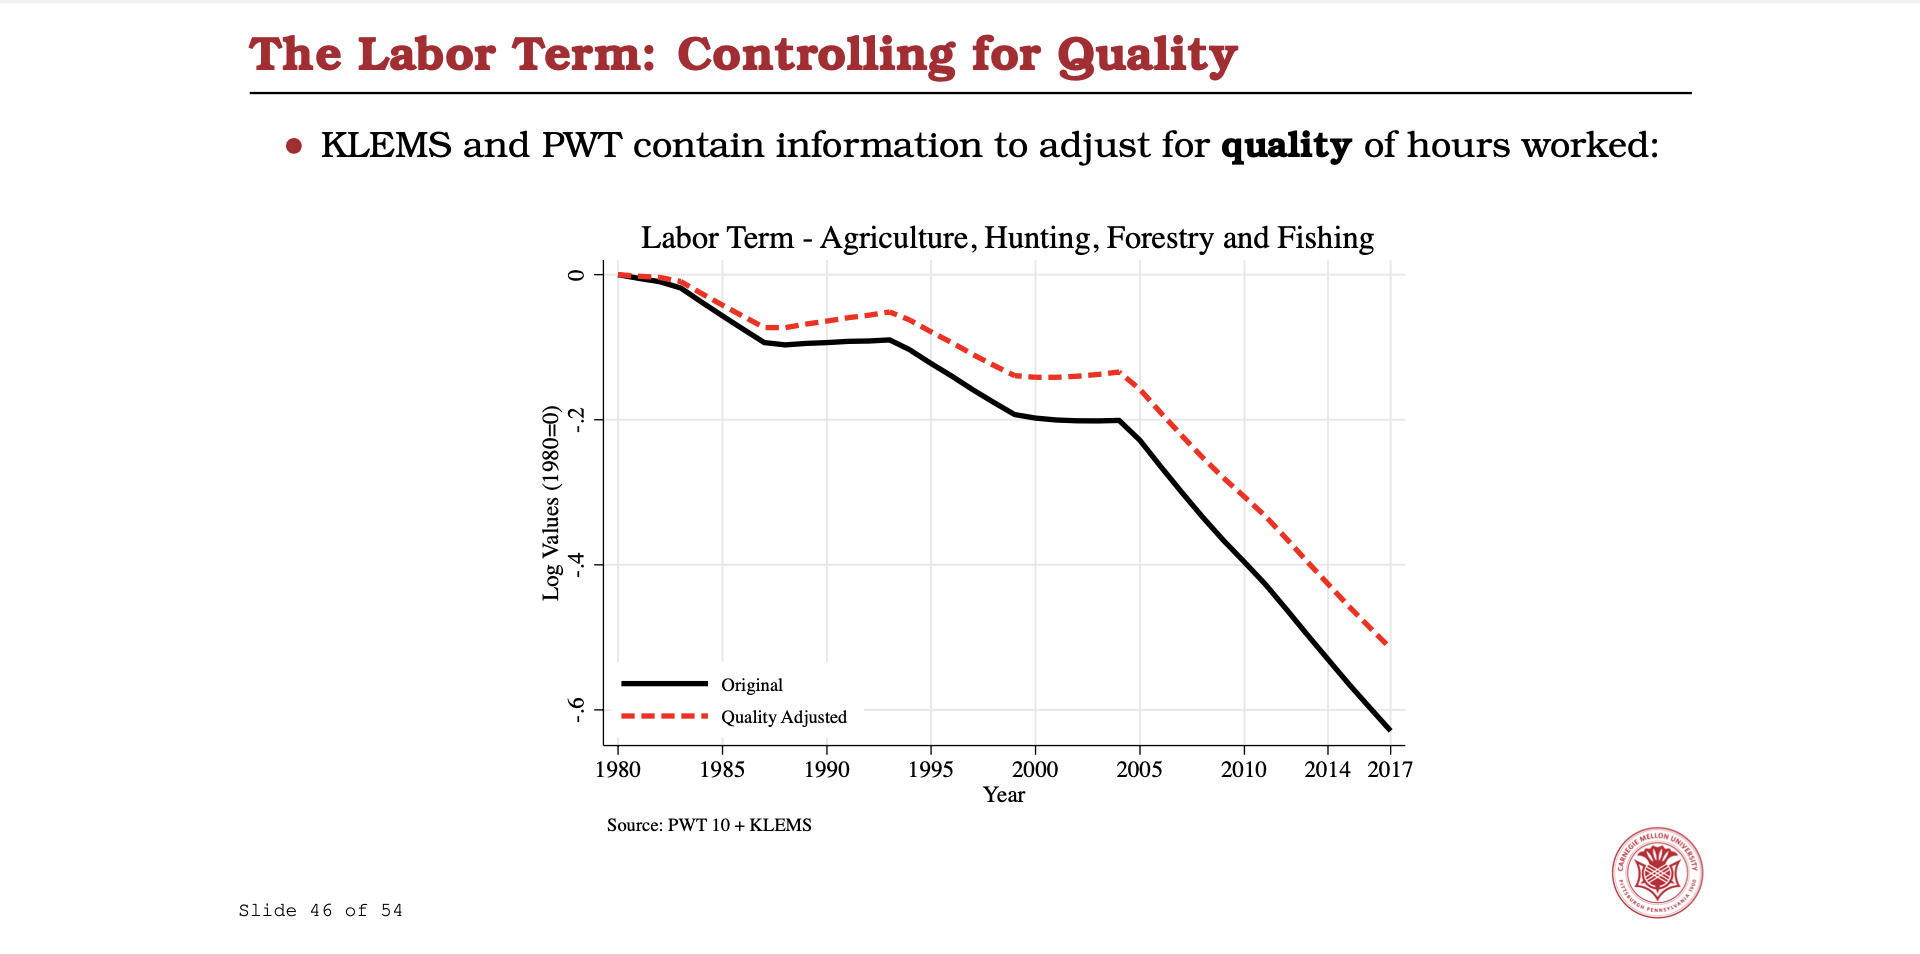 The Labor Term: Controlling for Quality
KLEMS and PWT contain information to adjust for quality of hours worked:
Labor Term - Agriculture, Hunting, Forestry and Fishing
Log Values (1980=0)
0
-.2
-.4
-.6
Original
Quality Adjusted
1980 1985 1990 1995 2000 2005 2010 2014 2017
Year
Source: PWT 10 + KLEMS
CARNEGIE MELLON UNIVERSITY
PITTSBURGH PENNSYLVANIA 1900
Slide 46 of 54